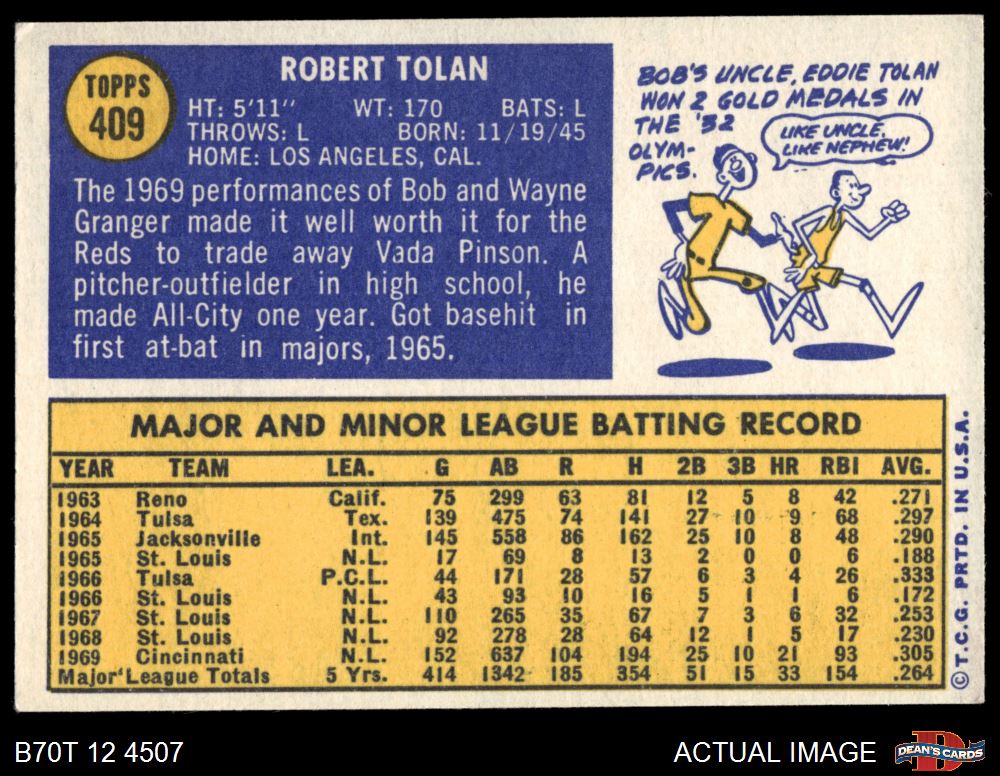 TOPPS
409
ROBERT TOLAN
HT: 5'11" WT: 170 BATS: L
THROWS: L BORN: 11/19/45
HOME: LOS ANGELES, CAL.
The 1969 performances of Bob and Wayne
Granger made it well worth it for the
Reds to trade away Vada Pinson. A
pitcher-outfielder in high school, he
made All-City one year. Got basehit in
first at-bat in majors, 1965.
BOB'S UNCLE, EDDIE TOLAN
WON 2 GOLD MEDALS IN
THE '32
OLYM-
PICS.
LIKE UNCLE,
LIKE NEPHEW!
MAJOR AND MINOR LEAGUE BATTING RECORD
YEAR TEAM LEA. G AB R H 2B 3B HR RBI AVG.
1963 Reno Calif. 75 299 63 81 12 5 8 42 .271
1964 Tulsa Tex. 139 475 74 141 27 10 9 68 .297
1965 Jacksonville Int. 145 558 86 162 25 10 8 48 .290
1965 St. Louis N.L. 17 69 8 13 2 0 0 6 .188
1966 Tulsa P.C.L. 44 171 28 57 6 3 4 26 .333
1966 St. Louis N.L. 43 93 10 16 5 1 1 6 .172
1967 St. Louis N.L. 110 265 35 67 7 3 6 32 .253
1968 St. Louis N.L. 92 278 28 64 12 1 5 17 .230
1969 Cincinnati N.L. 152 637 104 194 25 10 21 93 .305
Major League Totals 5 Yrs. 414 1342 185 354 51 15 33 154 .264
©T.C.G. PRTD. IN U.S.A.
B70T 12 4507
ACTUAL IMAGE
DEAN'S CARDS